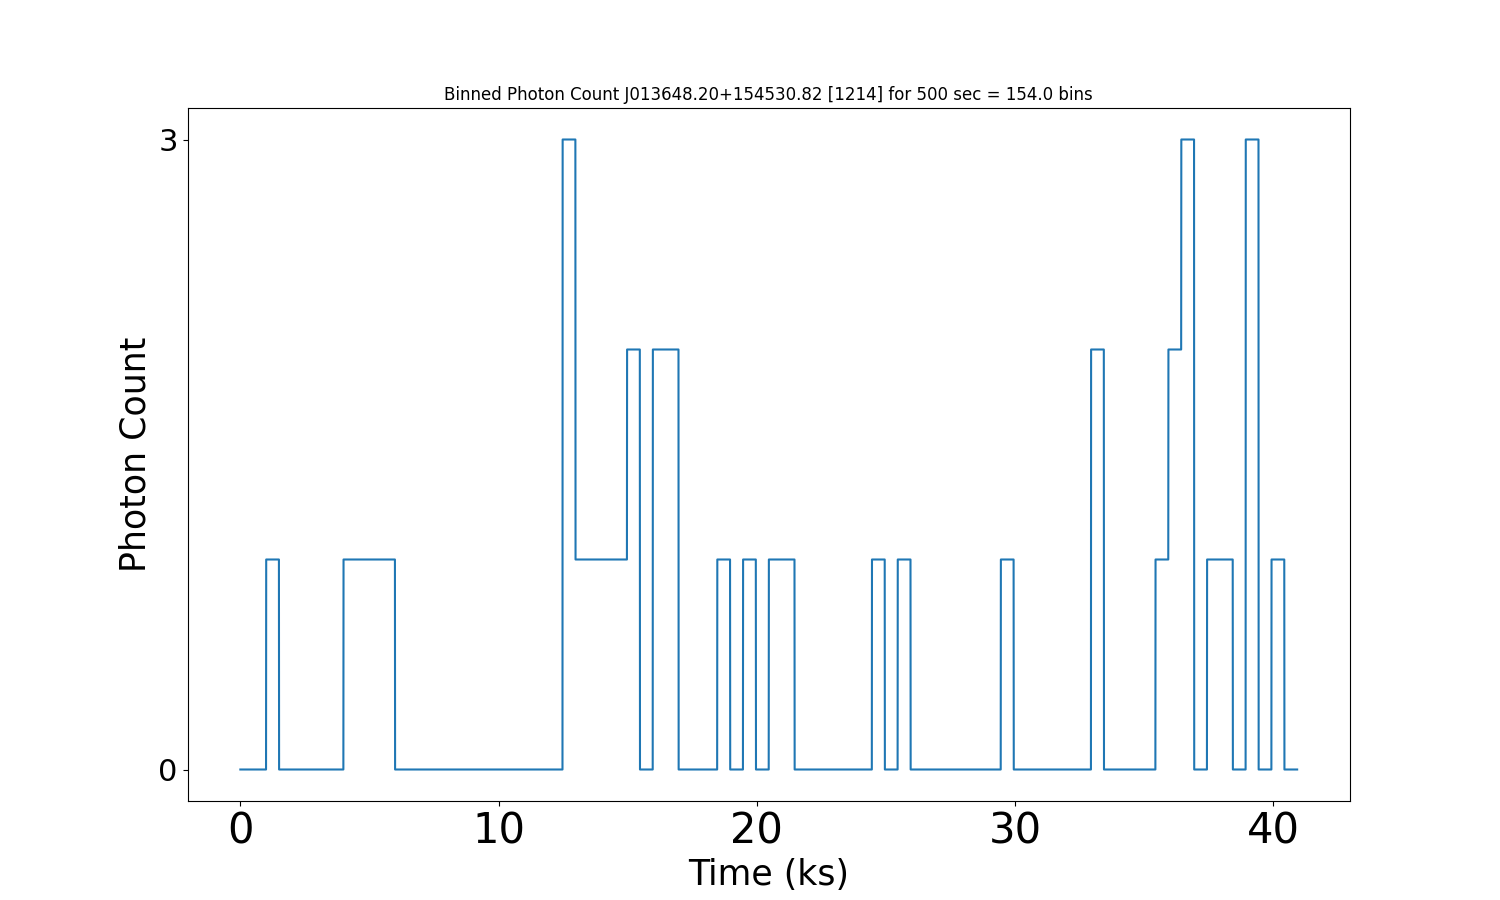 Binned Photon Count J013648.20+154530.82 [1214] for 500 sec = 154.0 bins
3
Photon Count
0
0 10 20 30 40
Time (ks)